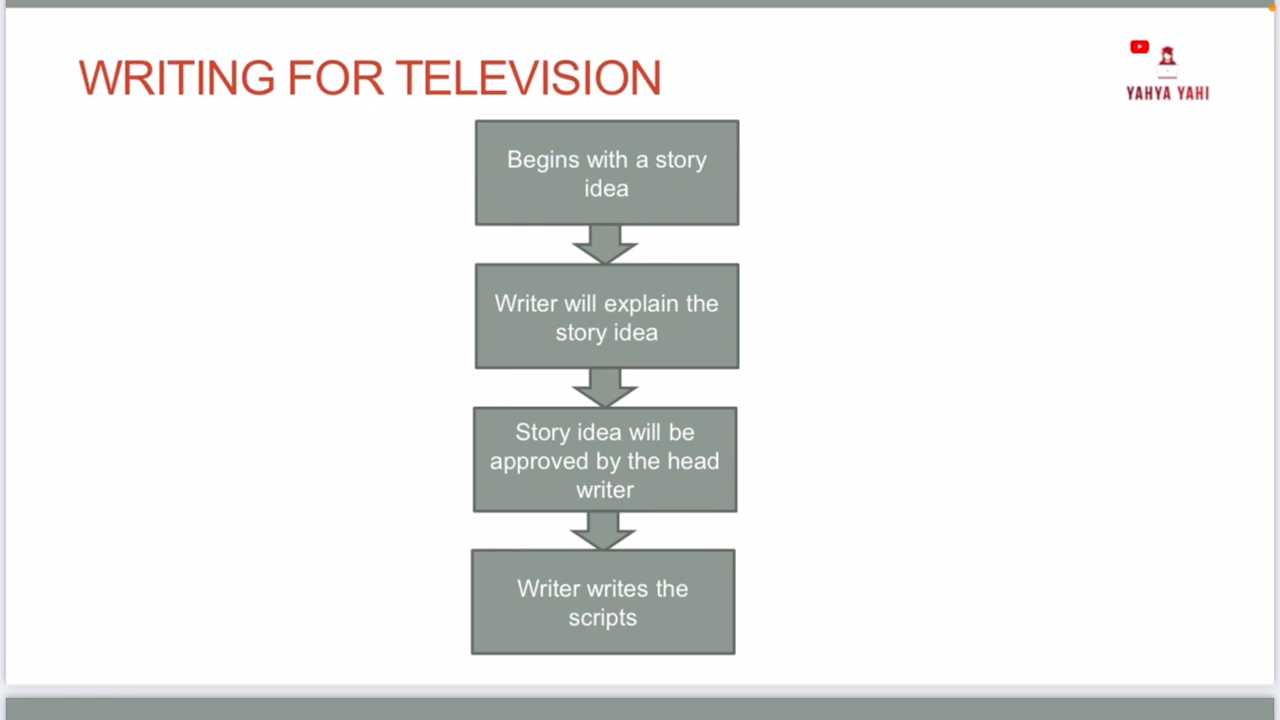 WRITING FOR TELEVISION
YAHYA YAHI
Begins with a story
idea
Writer will explain the
story idea
Story idea will be
approved by the head
writer
Writer writes the
scripts